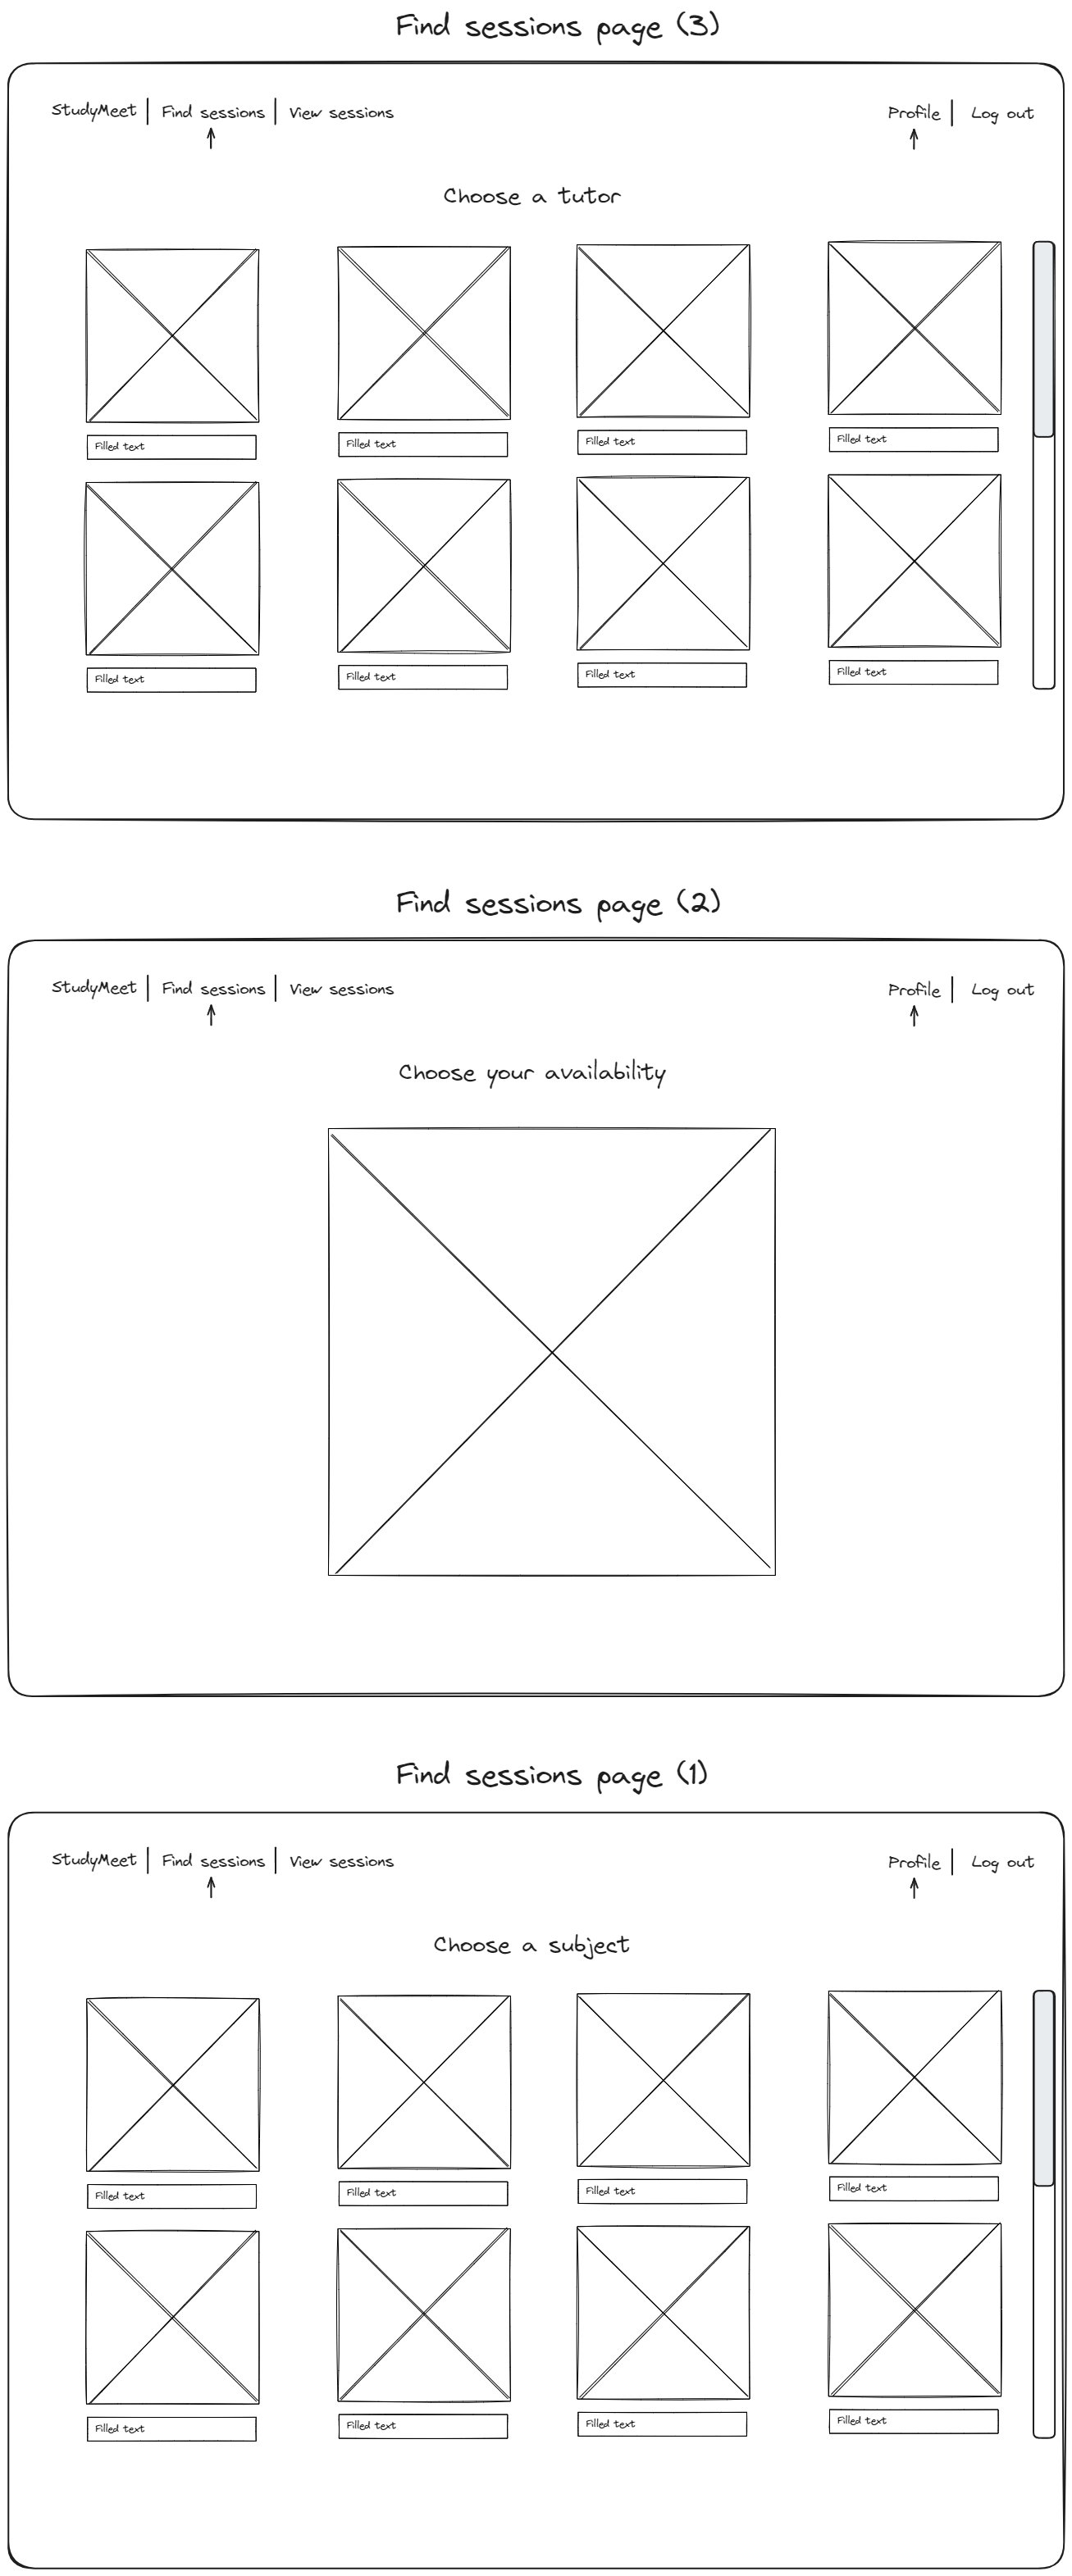 Find sessions page (3)
StudyMeet | Find sessions | View sessions Profile | Log out
Choose a tutor
Filled text Filled text Filled text Filled text
Filled text Filled text Filled text Filled text
Find sessions page (2)
StudyMeet | Find sessions | View sessions Profile | Log out
Choose your availability
Find sessions page (1)
StudyMeet | Find sessions | View sessions Profile | Log out
Choose a subject
Filled text Filled text Filled text Filled text
Filled text Filled text Filled text Filled text